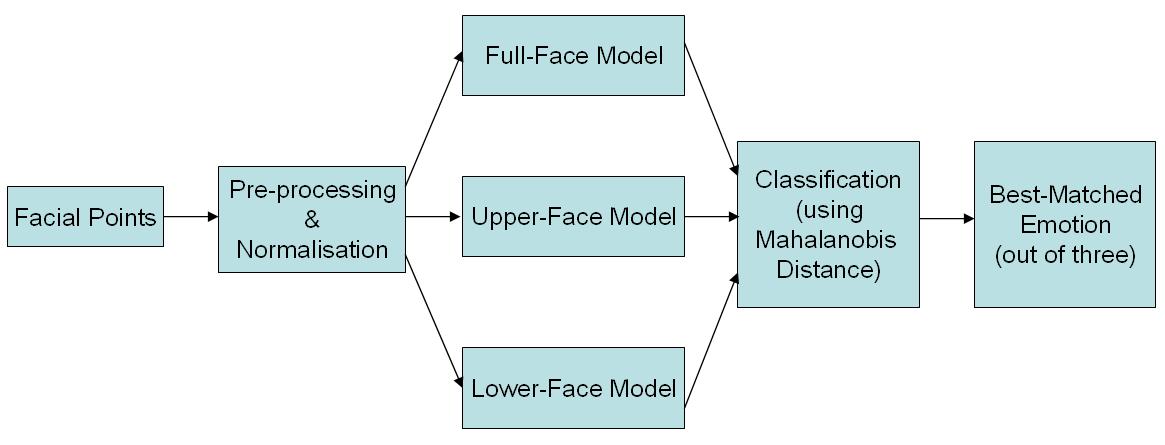 Full-Face Model
Facial Points
Pre-processing
&
Normalisation
Upper-Face Model
Lower-Face Model
Classification
(using
Mahalanobis
Distance)
Best-Matched
Emotion
(out of three)